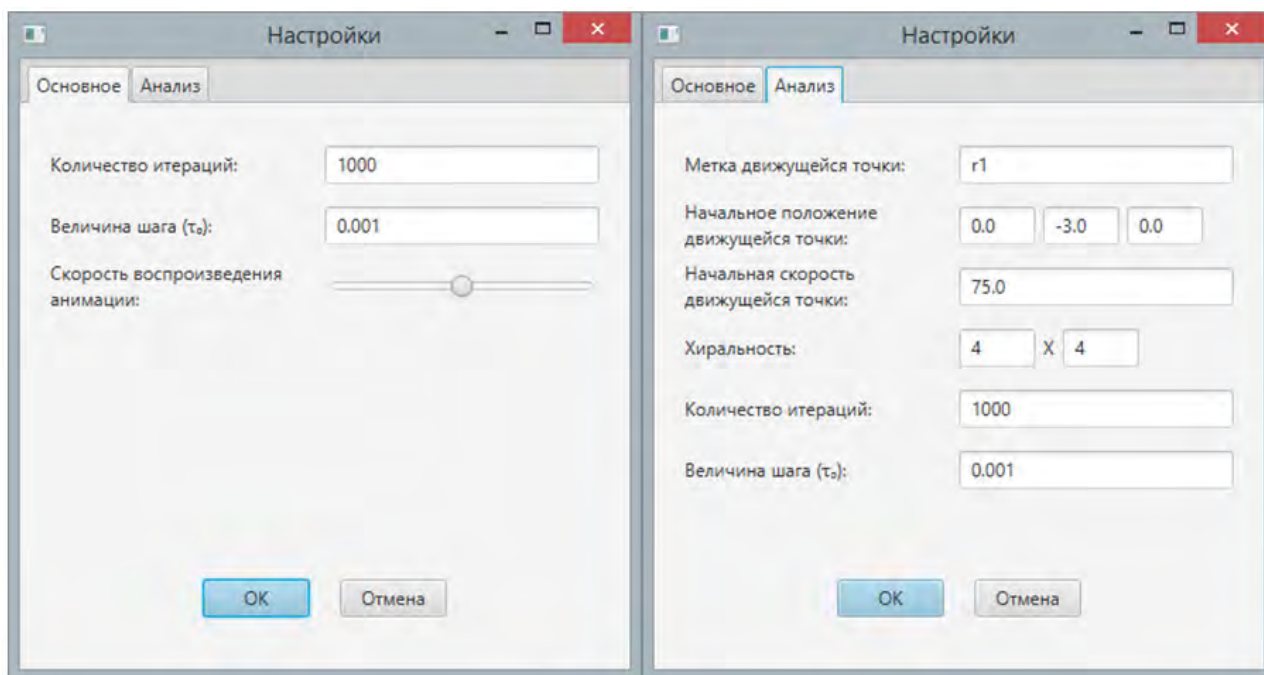 Настройки
Основное Анализ
Количество итераций: 1000
Величина шага (τₒ): 0.001
Скорость воспроизведения
анимации:
OK Отмена
Настройки
Основное Анализ
Метка движущейся точки: r1
Начальное положение
движущейся точки: 0.0 -3.0 0.0
Начальная скорость
движущейся точки: 75.0
Хиральность: 4 X 4
Количество итераций: 1000
Величина шага (τₒ): 0.001
OK Отмена